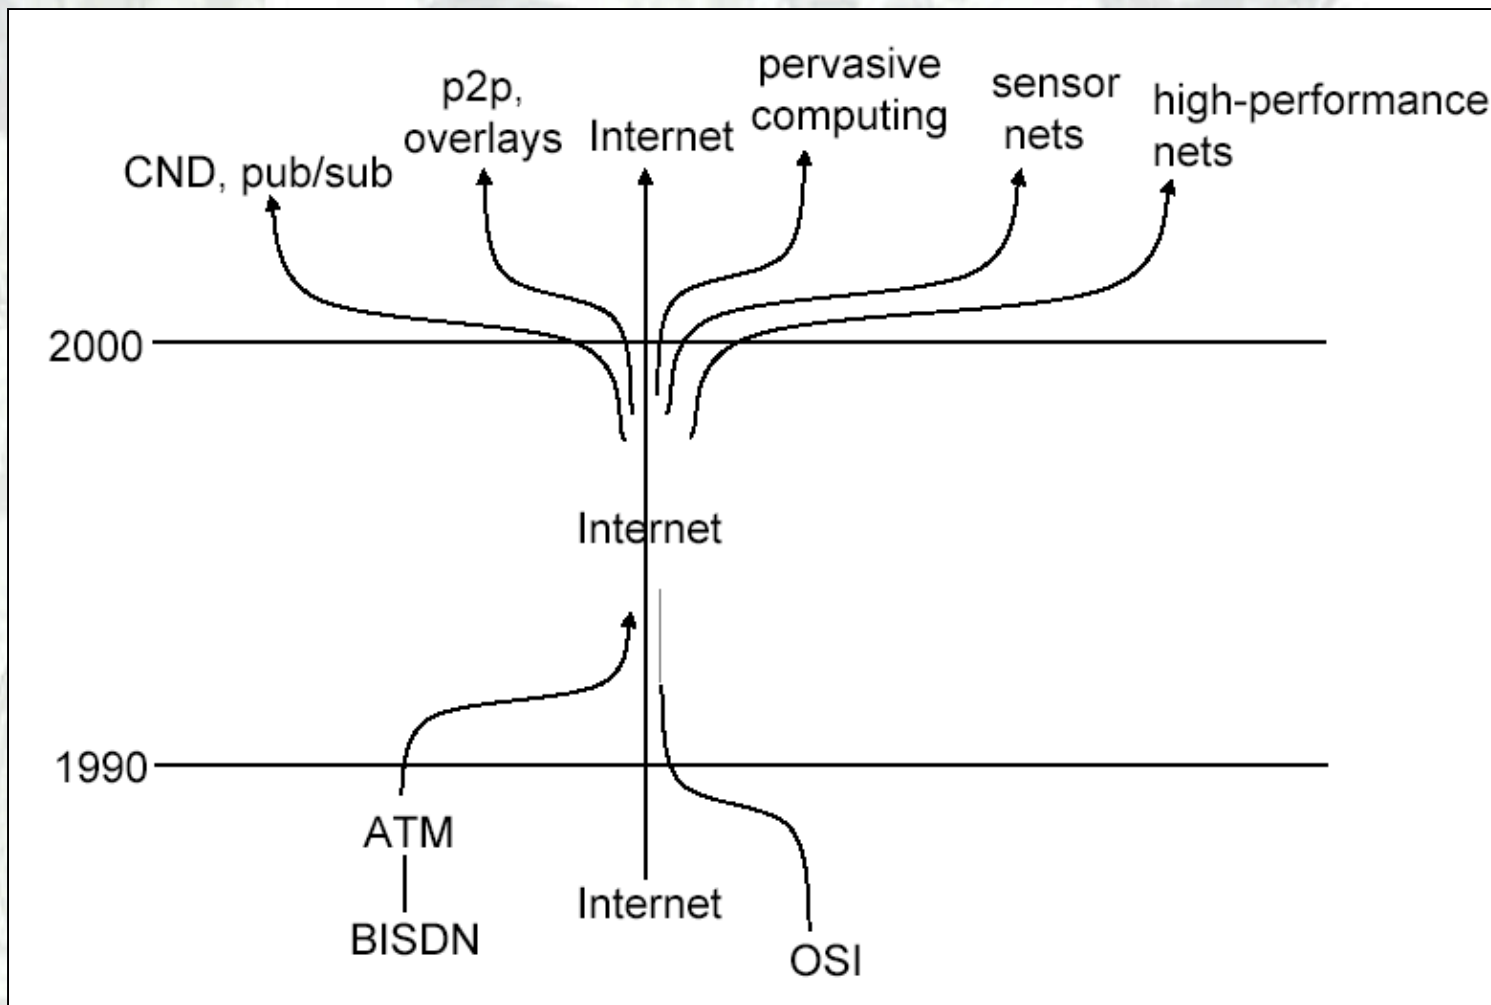 CND, pub/sub
p2p,
overlays
Internet
pervasive
computing
sensor
nets
high-performance
nets
2000
Internet
1990
ATM
BISDN
Internet
OSI